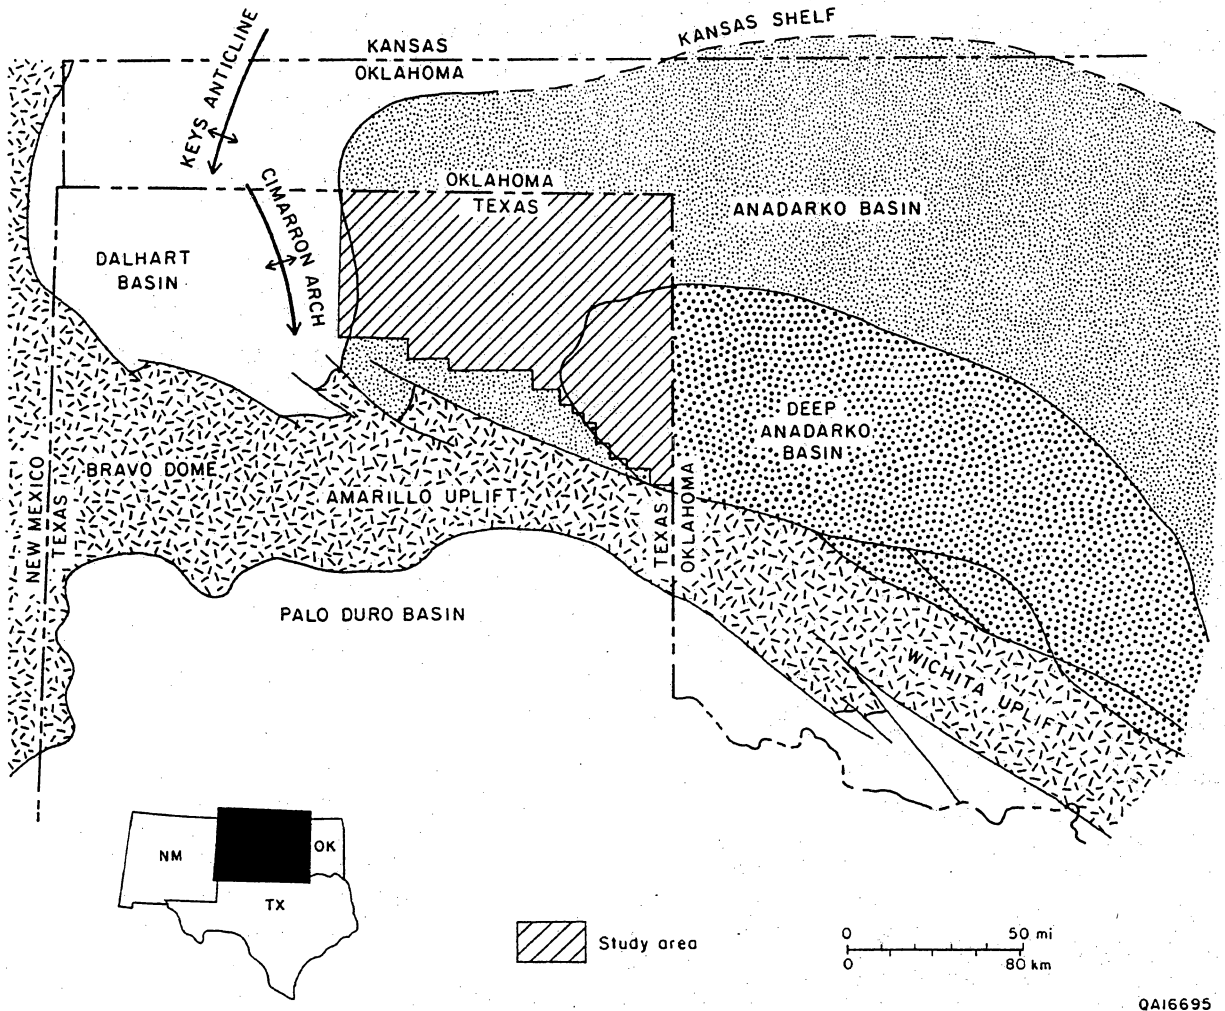 KANSAS SHELF
KEYS ANTICLINE
KANSAS
OKLAHOMA
CIMARRON ARCH
OKLAHOMA
TEXAS
ANADARKO BASIN
DALHART
BASIN
DEEP
ANADARKO
BASIN
NEW MEXICO
TEXAS
BRAVO DOME
AMARILLO UPLIFT
TEXAS
OKLAHOMA
PALO DURO BASIN
WICHITA UPLIFT
NM
OK
TX
Study area
0 50 mi
0 80 km
QA16695